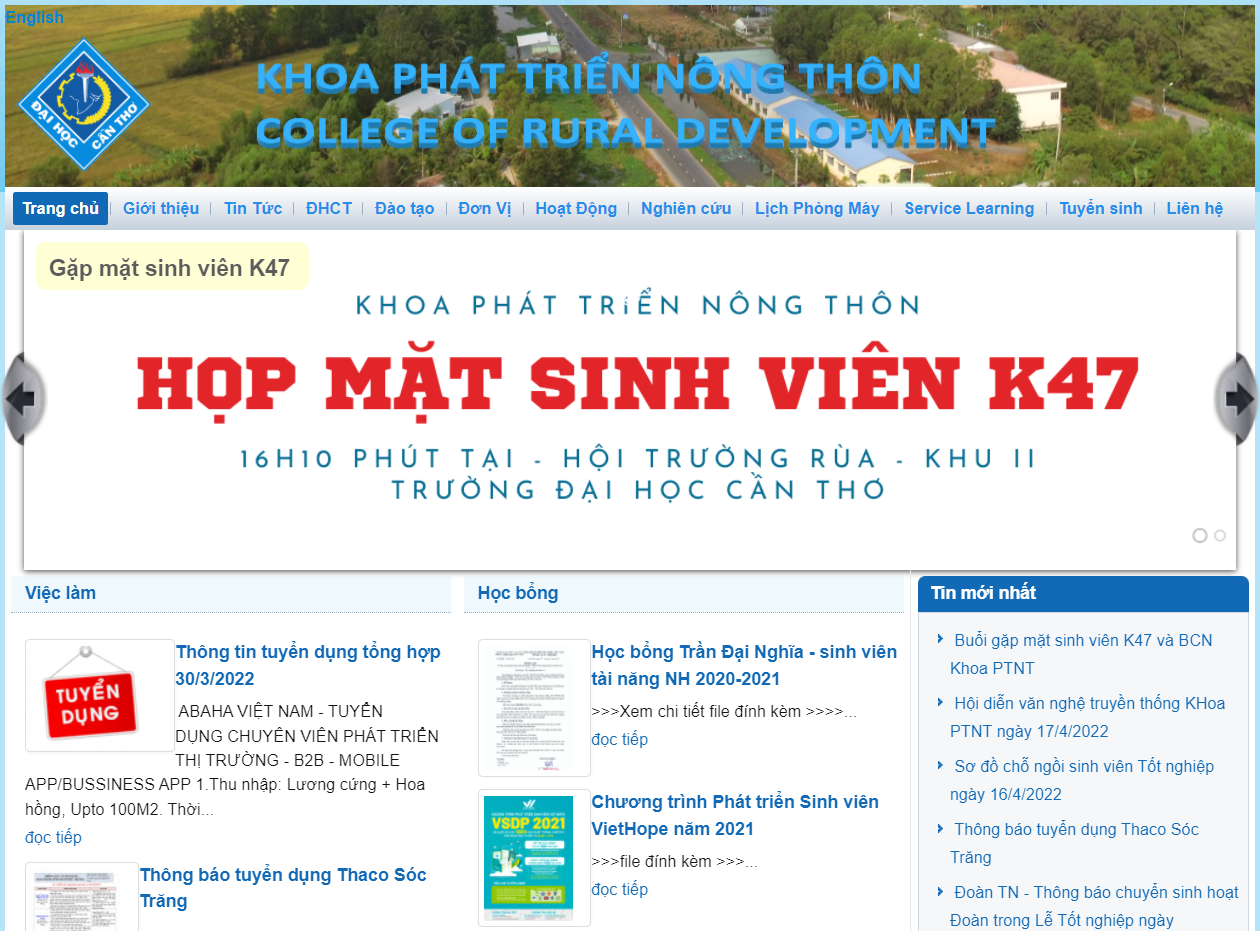 English
ĐẠI HỌC CẦN THƠ
KHOA PHÁT TRIỂN NÔNG THÔN
COLLEGE OF RURAL DEVELOPMENT
Trang chủ | Giới thiệu | Tin Tức | ĐHCT | Đào tạo | Đơn Vị | Hoạt Động | Nghiên cứu | Lịch Phòng Máy | Service Learning | Tuyển sinh | Liên hệ
Gặp mặt sinh viên K47
KHOA PHÁT TRIỂN NÔNG THÔN
HỌP MẶT SINH VIÊN K47
16H10 PHÚT TẠI - HỘI TRƯỜNG RÙA - KHU II
TRƯỜNG ĐẠI HỌC CẦN THƠ
Việc làm
TUYỂN
DỤNG
Thông tin tuyển dụng tổng hợp
30/3/2022
ABAHA VIỆT NAM - TUYỂN
DỤNG CHUYÊN VIÊN PHÁT TRIỂN
THỊ TRƯỜNG - B2B - MOBILE
APP/BUSSINESS APP 1.Thu nhập: Lương cứng + Hoa
hồng, Upto 100M2. Thời...
đọc tiếp
Thông báo tuyển dụng Thaco Sóc
Trăng
Học bổng
Học bổng Trần Đại Nghĩa - sinh viên
tài năng NH 2020-2021
>>>Xem chi tiết file đính kèm >>>>...
đọc tiếp
VSDP 2021
Chương trình Phát triển Sinh viên
VietHope năm 2021
>>>file đính kèm >>>...
đọc tiếp
Tin mới nhất
Buổi gặp mặt sinh viên K47 và BCN
Khoa PTNT
Hội diễn văn nghệ truyền thống KHoa
PTNT ngày 17/4/2022
Sơ đồ chỗ ngồi sinh viên Tốt nghiệp
ngày 16/4/2022
Thông báo tuyển dụng Thaco Sóc
Trăng
Đoàn TN - Thông báo chuyển sinh hoạt
Đoàn trong Lễ Tốt nghiệp ngày